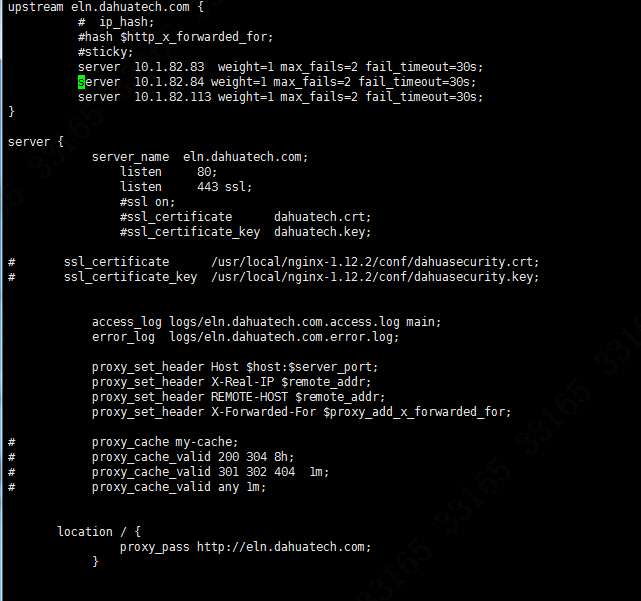 upstream eln.dahuatech.com {
#  ip_hash;
#hash $http_x_forwarded_for;
#sticky;
server  10.1.82.83  weight=1 max_fails=2 fail_timeout=30s;
server  10.1.82.84 weight=1 max_fails=2 fail_timeout=30s;
server  10.1.82.113 weight=1 max_fails=2 fail_timeout=30s;
}
server {
server_name  eln.dahuatech.com;
listen     80;
listen     443 ssl;
#ssl on;
#ssl_certificate      dahuatech.crt;
#ssl_certificate_key  dahuatech.key;
#       ssl_certificate      /usr/local/nginx-1.12.2/conf/dahuasecurity.crt;
#       ssl_certificate_key  /usr/local/nginx-1.12.2/conf/dahuasecurity.key;
access_log logs/eln.dahuatech.com.access.log main;
error_log  logs/eln.dahuatech.com.error.log;
proxy_set_header Host $host:$server_port;
proxy_set_header X-Real-IP $remote_addr;
proxy_set_header REMOTE-HOST $remote_addr;
proxy_set_header X-Forwarded-For $proxy_add_x_forwarded_for;
#           proxy_cache my-cache;
#           proxy_cache_valid 200 304 8h;
#           proxy_cache_valid 301 302 404  1m;
#           proxy_cache_valid any 1m;
location / {
proxy_pass http://eln.dahuatech.com;
}
33165 33165